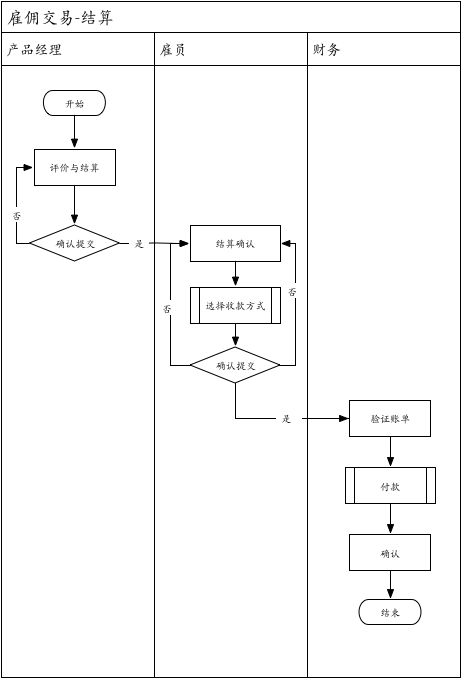 雇佣交易-结算
产品经理
雇员
财务
开始
评价与结算
否
确认提交
是
结算确认
否
选择收款方式
否
确认提交
是
验证账单
付款
确认
结束